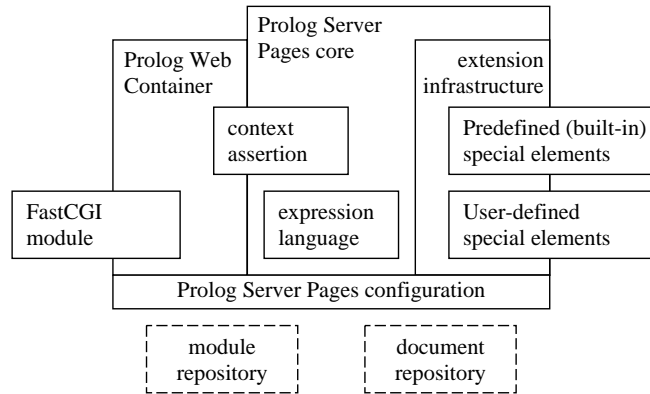 Prolog Server
Pages core
Prolog Web
Container
extension
infrastructure
context
assertion
Predefined (built-in)
special elements
FastCGI
module
expression
language
User-defined
special elements
Prolog Server Pages configuration
module
repository
document
repository